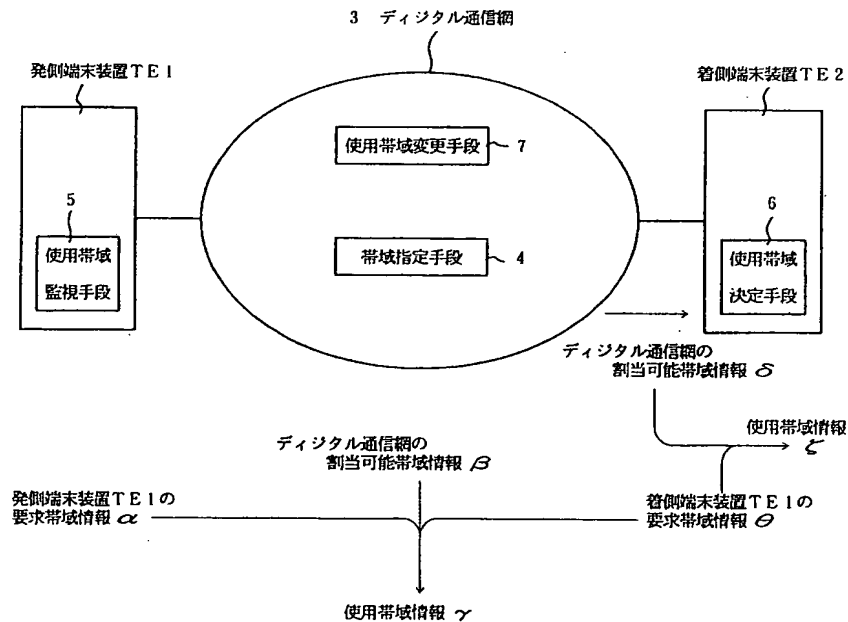 3 ディジタル通信網
発側端末装置TE1
着側端末装置TE2
使用帯域変更手段
7
5
使用帯域
監視手段
帯域指定手段
4
6
使用帯域
決定手段
ディジタル通信網の
割当可能帯域情報 δ
使用帯域情報
ζ
ディジタル通信網の
割当可能帯域情報 β
発側端末装置TE1の
要求帯域情報 α
着側端末装置TE1の
要求帯域情報 θ
使用帯域情報 γ